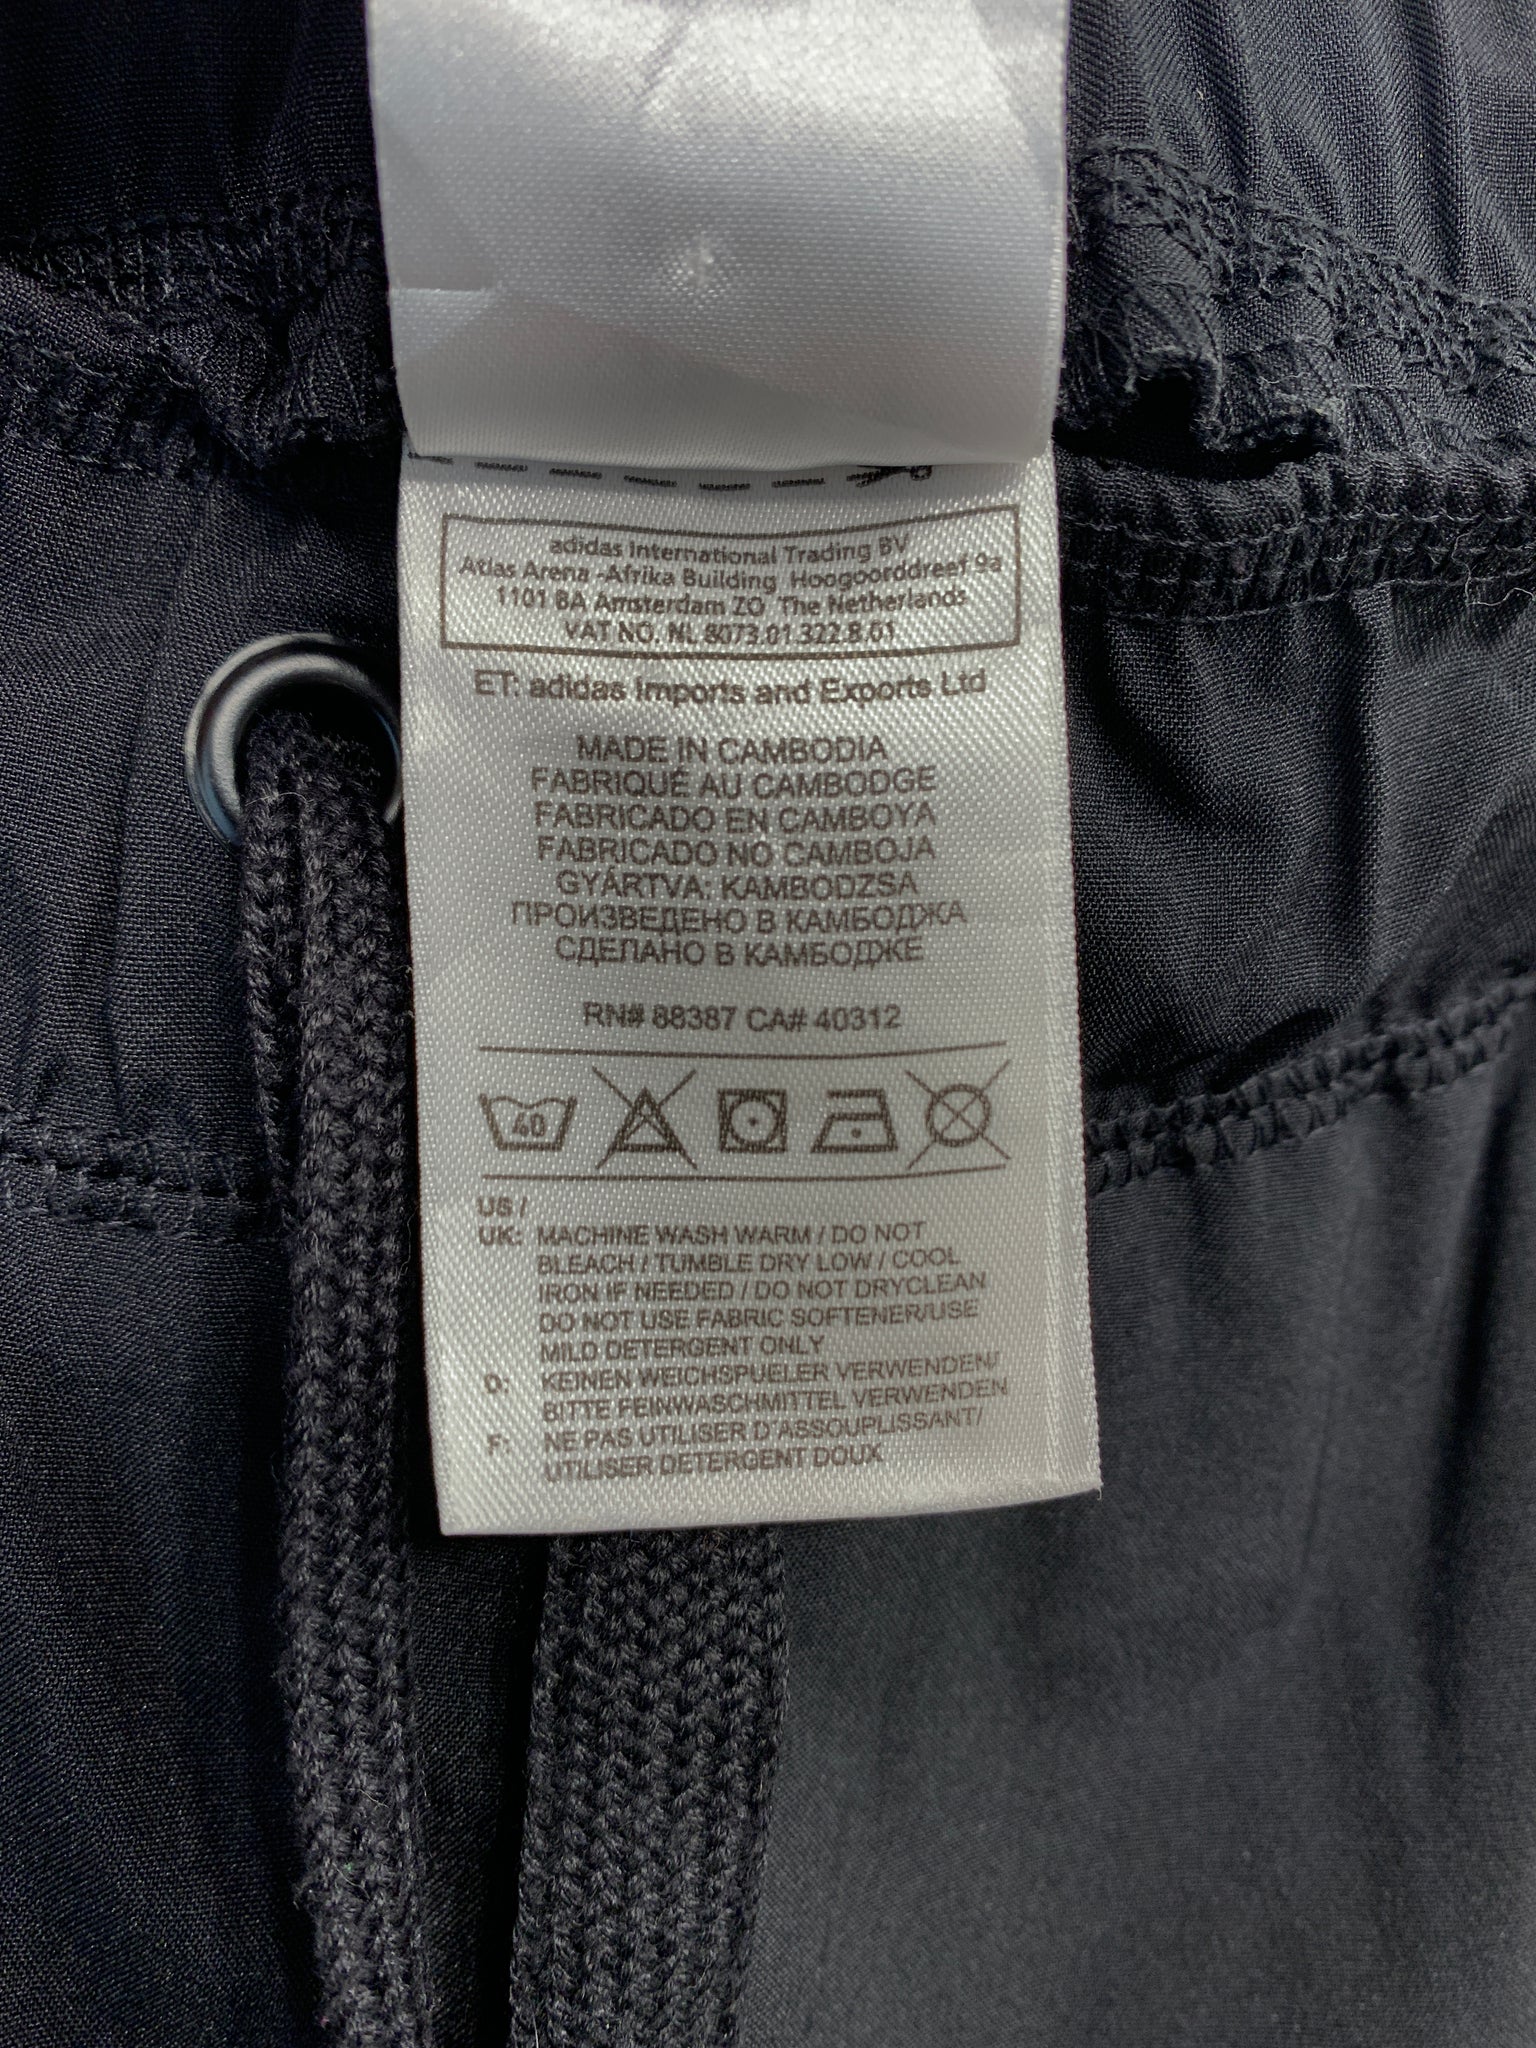 adidas International Trading BV
Atlas Arena -Afrika Building Hoogoorddreef 9a
1101 BA Amsterdam ZO The Netherlands
VAT NO. NL 8073.01.322.B.01
ET: adidas Imports and Exports Ltd
MADE IN CAMBODIA
FABRIQUÉ AU CAMBODGE
FABRICADO EN CAMBOYA
FABRICADO NO CAMBOJA
GYÁRTVA: KAMBODZSA
ПРОИЗВЕДЕНО В КАМБОДЖА
СДЕЛАНО В КАМБОДЖЕ
RN# 88387 CA# 40312
40
US /
UK: MACHINE WASH WARM / DO NOT
BLEACH / TUMBLE DRY LOW / COOL
IRON IF NEEDED / DO NOT DRYCLEAN
DO NOT USE FABRIC SOFTENER/USE
MILD DETERGENT ONLY
D: KEINEN WEICHSPUELER VERWENDEN/
BITTE FEINWASCHMITTEL VERWENDEN
F: NE PAS UTILISER D'ASSOUPLISSANT/
UTILISER DETERGENT DOUX